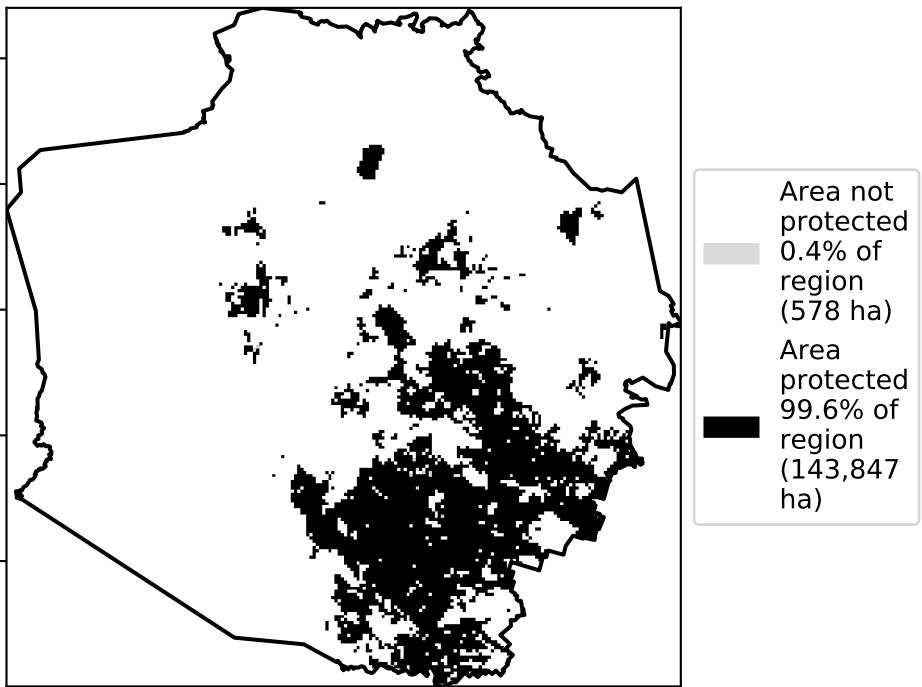 Area not
protected
0.4% of
region
(578 ha)
Area
protected
99.6% of
region
(143,847
ha)